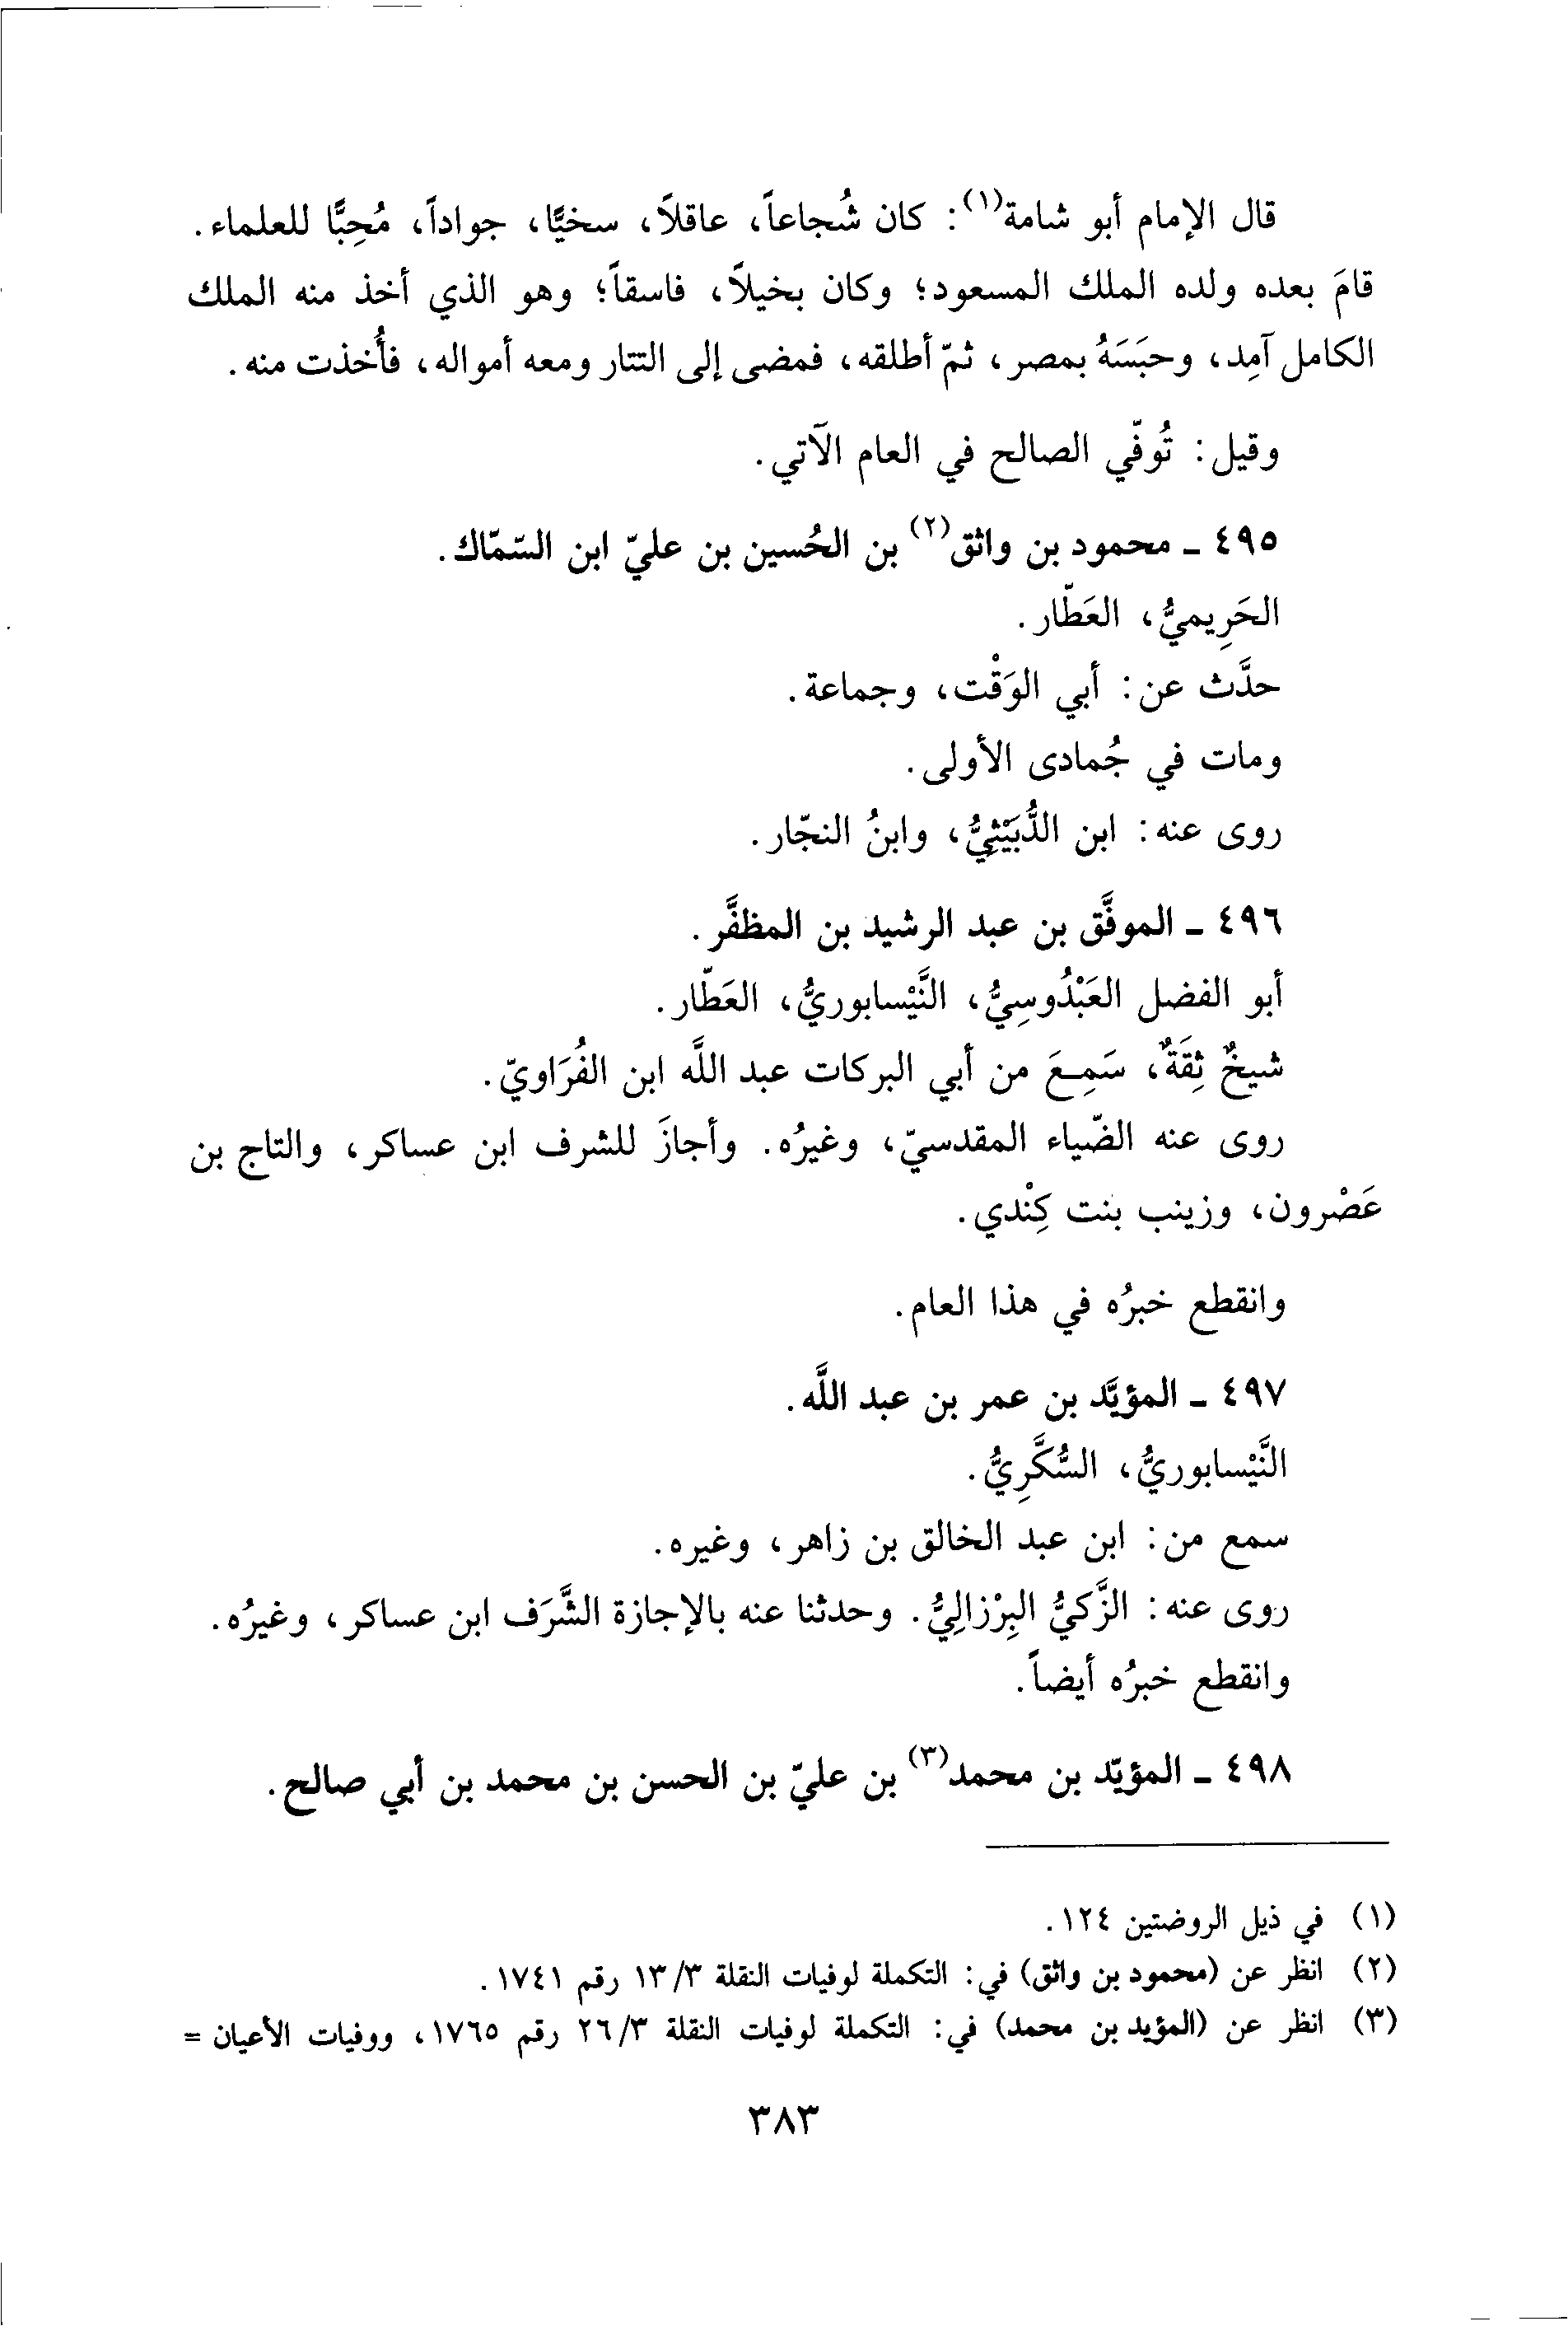 قال الإمام أبو شامة(١): كان شُجاعاً، عاقلاً، سخيًّا، جواداً، مُحِبًّا للعلماء.
قامَ بعده ولده الملك المسعود؛ وكان بخيلاً، فاسقاً؛ وهو الذي أخذ منه الملك
الكامل آمِد، وحبَسَهُ بمصر، ثمّ أطلقه، فمضى إلى التتار ومعه أمواله، فأُخذت منه.
وقيل: تُوفّي الصالح في العام الآتي.
٤٩٥ ـ محمود بن واثق(٢) بن الحُسين بن عليّ ابن السّمّاك.
الحَرِيميُّ، العَطّار.
حدَّث عن: أبي الوَقْت، وجماعة.
ومات في جُمادى الأولى.
روى عنه: ابن الدُّبَيْثِيُّ، وابنُ النجّار.
٤٩٦ ـ الموفَّق بن عبد الرشيد بن المظفَّر.
أبو الفضل العَبْدُوسِيُّ، النَّيْسابوريُّ، العَطّار.
شيخٌ ثِقَةٌ، سَمِعَ من أبي البركات عبد اللَّه ابن الفُرَاويّ.
روى عنه الضّياء المقدسيّ، وغيرُه. وأجازَ للشرف ابن عساكر، والتاج بن
عَصْرون، وزينب بنت كِنْدي.
وانقطع خبرُه في هذا العام.
٤٩٧ ـ المؤيَّد بن عمر بن عبد اللَّه.
النَّيْسابوريُّ، السُّكَّرِيُّ.
سمع من: ابن عبد الخالق بن زاهر، وغيره.
روى عنه: الزَّكيُّ البِرْزالِيُّ. وحدثنا عنه بالإجازة الشَّرَف ابن عساكر، وغيرُه.
وانقطع خبرُه أيضاً.
٤٩٨ ـ المؤيّد بن محمد(٣) بن عليّ بن الحسن بن محمد بن أبي صالح.
(١) في ذيل الروضتين ١٢٤.
(٢) انظر عن (محمود بن واثق) في: التكملة لوفيات النقلة ١٣/٣ رقم ١٧٤١.
(٣) انظر عن (المؤيد بن محمد) في: التكملة لوفيات النقلة ٢٦/٣ رقم ١٧٦٥، ووفيات الأعيان =
٣٨٣